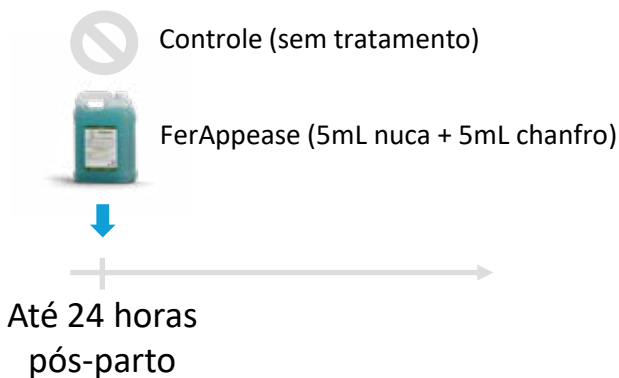 Controle (sem tratamento)
FerAppease (5mL nuca + 5mL chanfro)
Até 24 horas
pós-parto